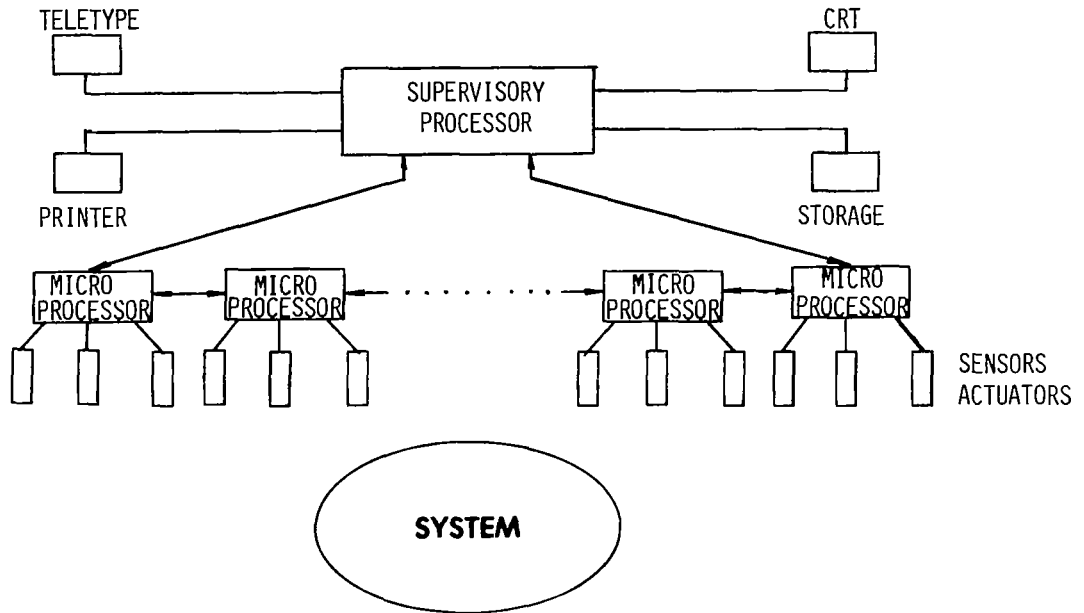 TELETYPE
CRT
SUPERVISORY
PROCESSOR
PRINTER
STORAGE
MICRO
PROCESSOR
MICRO
PROCESSOR
MICRO
PROCESSOR
MICRO
PROCESSOR
SENSORS
ACTUATORS
SYSTEM